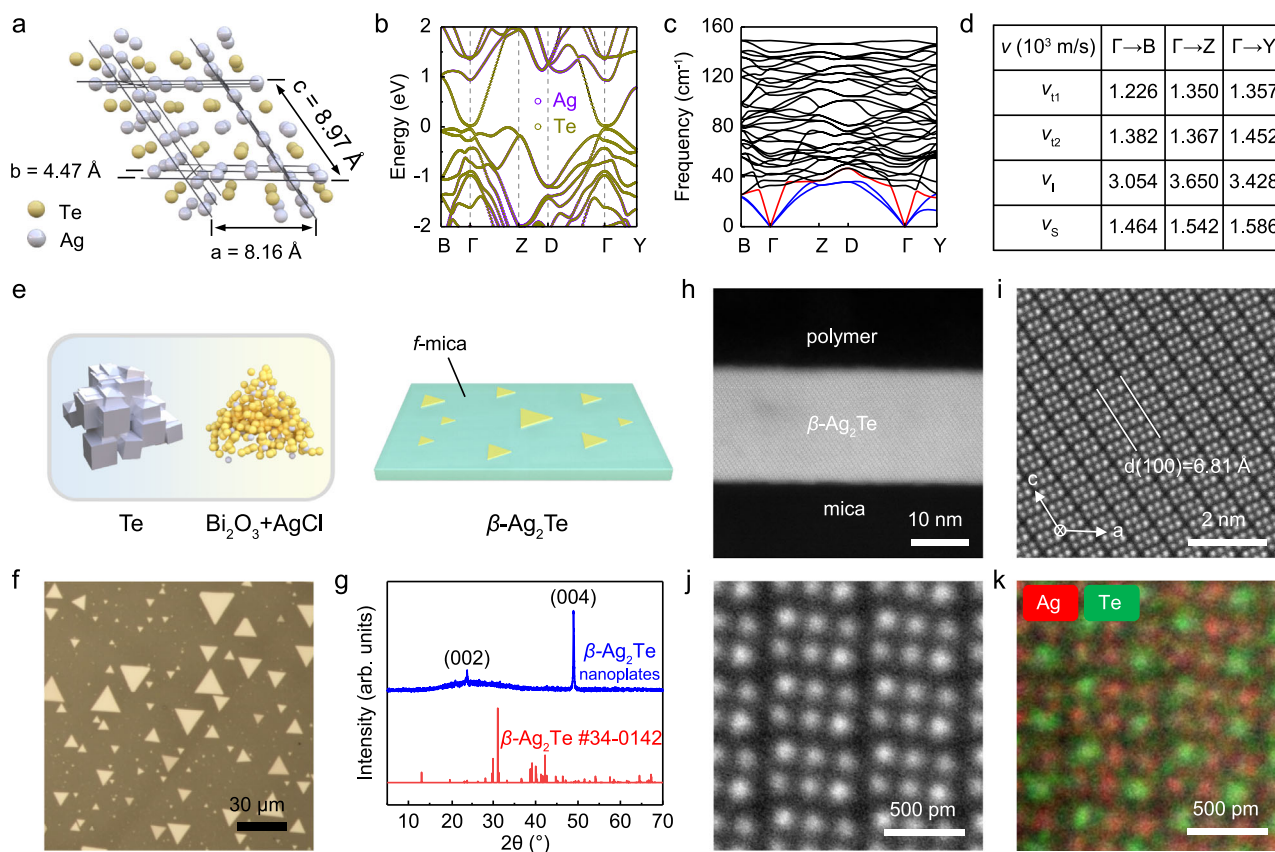 a
c = 8.97 Å
b = 4.47 Å
Te
Ag
a = 8.16 Å
b
Energy (eV)
2
1
0
-1
-2
Ag
Te
B Γ Z D Γ Y
c
Frequency (cm⁻¹)
160
120
80
40
0
B Γ Z D Γ Y
d
v (10³ m/s) Γ→B Γ→Z Γ→Y
v_t1 1.226 1.350 1.357
v_t2 1.382 1.367 1.452
v_l 3.054 3.650 3.428
v_S 1.464 1.542 1.586
e
f-mica
Te
Bi₂O₃+AgCl
β-Ag₂Te
f
30 μm
g
Intensity (arb. units)
(002)
(004)
β-Ag₂Te
nanoplates
β-Ag₂Te #34-0142
10 20 30 40 50 60 70
2θ (°)
h
polymer
β-Ag₂Te
mica
10 nm
i
d(100)=6.81 Å
c
a
2 nm
j
500 pm
k
Ag Te
500 pm